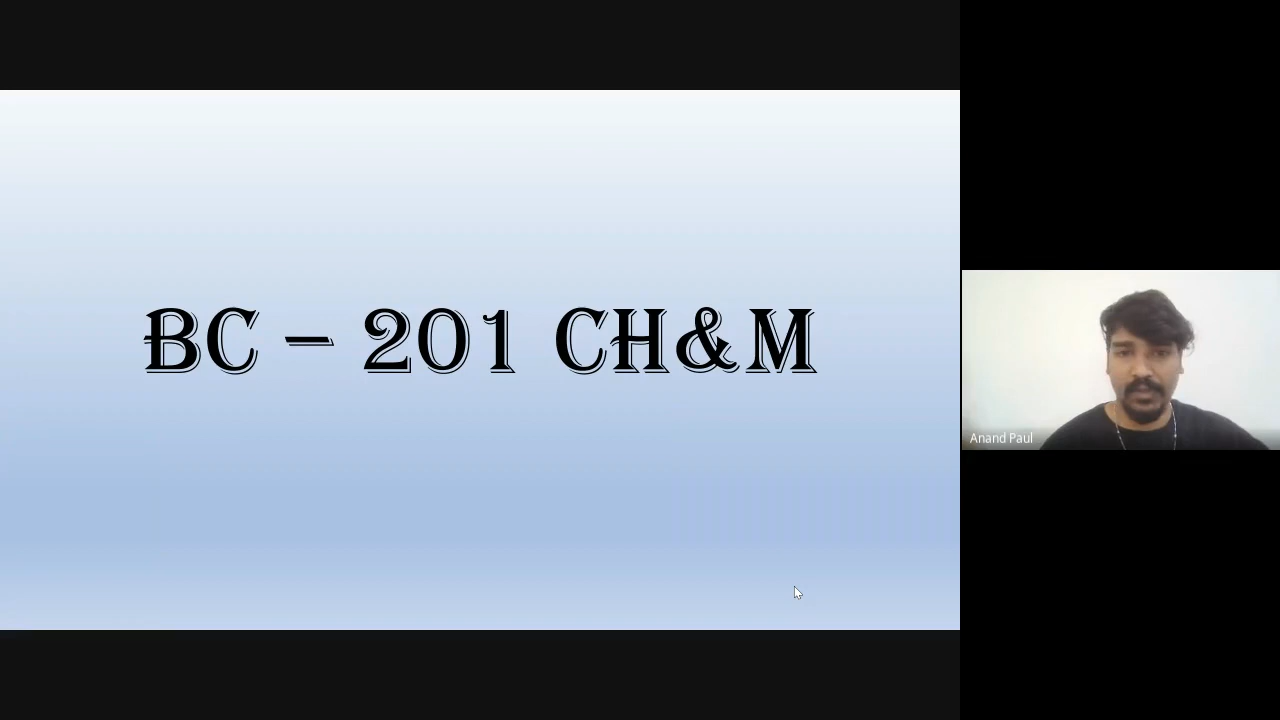 BC – 201 CH&M
Anand Paul